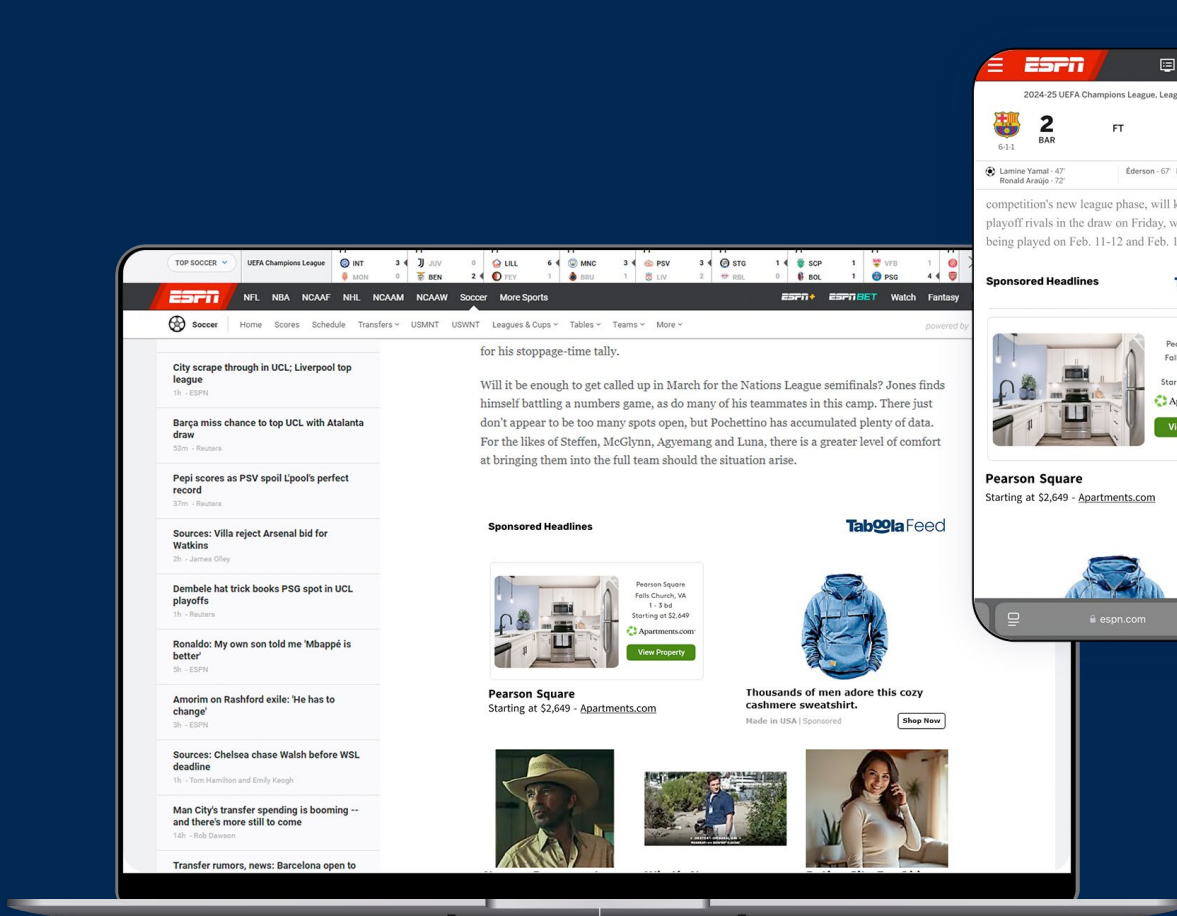 ESPN
2024-25 UEFA Champions League, Leag
2
BAR
FT
6-1-1
Lamine Yamal - 47'
Ronald Araújo - 72'
Éderson - 67'
competition's new league phase, will k
playoff rivals in the draw on Friday, w
being played on Feb. 11-12 and Feb. 1
Sponsored Headlines
Pearson Square
Starting at $2,649 - Apartments.com
espn.com
TOP SOCCER
UEFA Champions League
INT 3
MON 0
JUV 0
BEN 2
LILL 6
FEY 1
MNC 3
BRU 1
PSV 3
LIV 2
STG 1
RBL 0
SCP 1
BOL 1
VFB 1
PSG 4
ESPN NFL NBA NCAAF NHL NCAAM NCAAW Soccer More Sports ESPN+ ESPN BET Watch Fantasy
Soccer Home Scores Schedule Transfers USMNT USWNT Leagues & Cups Tables Teams More powered by
City scrape through in UCL; Liverpool top
league
1h - ESPN
Barça miss chance to top UCL with Atalanta
draw
52m - Reuters
Pepi scores as PSV spoil L'pool's perfect
record
37m - Reuters
Sources: Villa reject Arsenal bid for
Watkins
2h - James Olley
Dembele hat trick books PSG spot in UCL
playoffs
1h - Reuters
Ronaldo: My own son told me 'Mbappé is
better'
5h - ESPN
Amorim on Rashford exile: 'He has to
change'
3h - ESPN
Sources: Chelsea chase Walsh before WSL
deadline
1h - Tom Hamilton and Emily Keogh
Man City's transfer spending is booming --
and there's more still to come
14h - Rob Dawson
Transfer rumors, news: Barcelona open to
for his stoppage-time tally.
Will it be enough to get called up in March for the Nations League semifinals? Jones finds
himself battling a numbers game, as do many of his teammates in this camp. There just
don't appear to be too many spots open, but Pochettino has accumulated plenty of data.
For the likes of Steffen, McGlynn, Agyemang and Luna, there is a greater level of comfort
at bringing them into the full team should the situation arise.
Sponsored Headlines
Taboola Feed
Pearson Square
Falls Church, VA
1 - 3 bd
Starting at $2,649
Apartments.com
View Property
Pearson Square
Starting at $2,649 - Apartments.com
Thousands of men adore this cozy
cashmere sweatshirt.
Made in USA | Sponsored
Shop Now